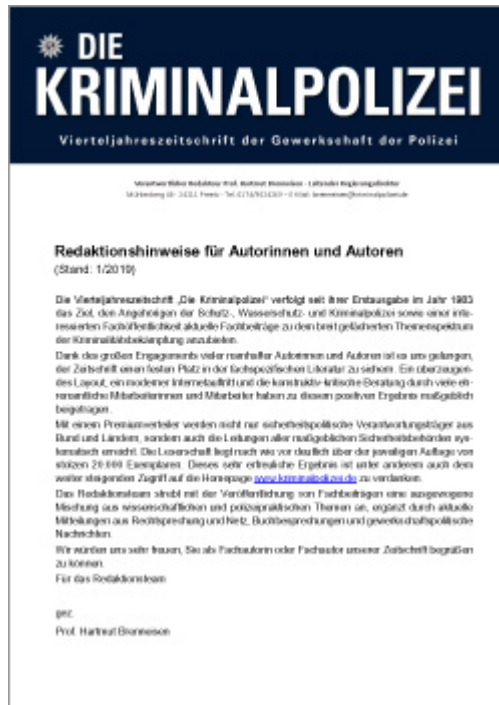 DIE
KRIMINALPOLIZEI
Vierteljahreszeitschrift der Gewerkschaft der Polizei
Verantwortlicher Redakteur Prof. Hartmut Brenneisen - Leitender Regierungsdirektor
Redaktionshinweise für Autorinnen und Autoren
(Stand: 1/2019)
Die Vierteljahreszeitschrift „Die Kriminalpolizei“ verfolgt seit ihrer Erstausgabe im Jahr 1983
das Ziel, den Angehörigen der Schutz-, Wasserschutz- und Kriminalpolizei sowie einer inte-
ressierten Fachöffentlichkeit aktuelle Fachbeiträge zu dem breit gefächerten Themenspektrum
der Kriminalitätsbekämpfung anzubieten.
Dank des großen Engagements vieler namhafter Autorinnen und Autoren ist es uns gelungen,
der Zeitschrift einen festen Platz in der fachspezifischen Literatur zu sichern. Ein überzeugen-
des Layout, ein moderner Internetauftritt und die konstruktiv-kritische Beratung durch viele eh-
renamtliche Mitarbeiterinnen und Mitarbeiter haben zu diesem positiven Ergebnis maßgeblich
beigetragen.
Mit einem Premiumverteiler werden nicht nur sicherheitspolitische Verantwortungsträger aus
Bund und Ländern, sondern auch die Leitungen aller maßgeblichen Sicherheitsbehörden sys-
tematisch erreicht. Die Leserschaft liegt nach wie vor deutlich über der jeweiligen Auflage von
stolzen 20.000 Exemplaren. Dieses sehr erfreuliche Ergebnis ist unter anderem auch dem
weiter steigenden Zugriff auf die Homepage www.kriminalpolizei.de zu verdanken.
Das Redaktionsteam strebt mit der Veröffentlichung von Fachbeiträgen eine ausgewogene
Mischung aus wissenschaftlichen und polizeipraktischen Themen an, ergänzt durch aktuelle
Mitteilungen aus Rechtsprechung und Netz, Buchbesprechungen und gewerkschaftspolitische
Nachrichten.
Wir würden uns sehr freuen, Sie als Fachautorin oder Fachautor unserer Zeitschrift begrüßen
zu können.
Für das Redaktionsteam
gez.
Prof. Hartmut Brenneisen